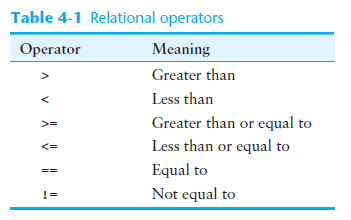 Table 4-1 Relational operators
Operator Meaning
> Greater than
< Less than
>= Greater than or equal to
<= Less than or equal to
== Equal to
!= Not equal to